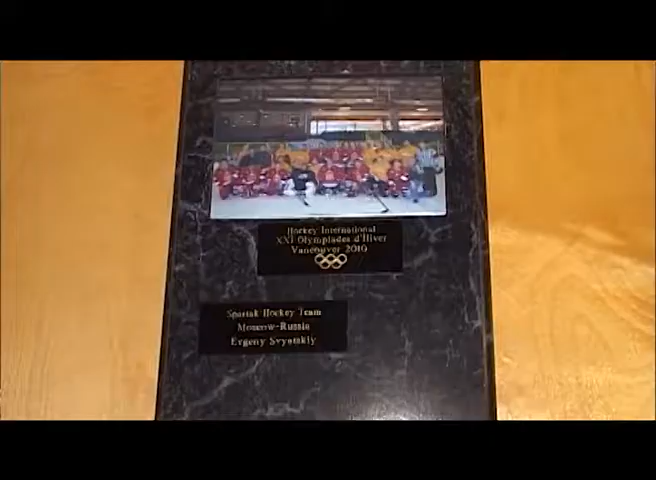 Hockey International
XXI Olympiades d'Hiver
Vancouver 2010
Spartak Hockey Team
Moscow-Russia
Evgeny Svyatskiy